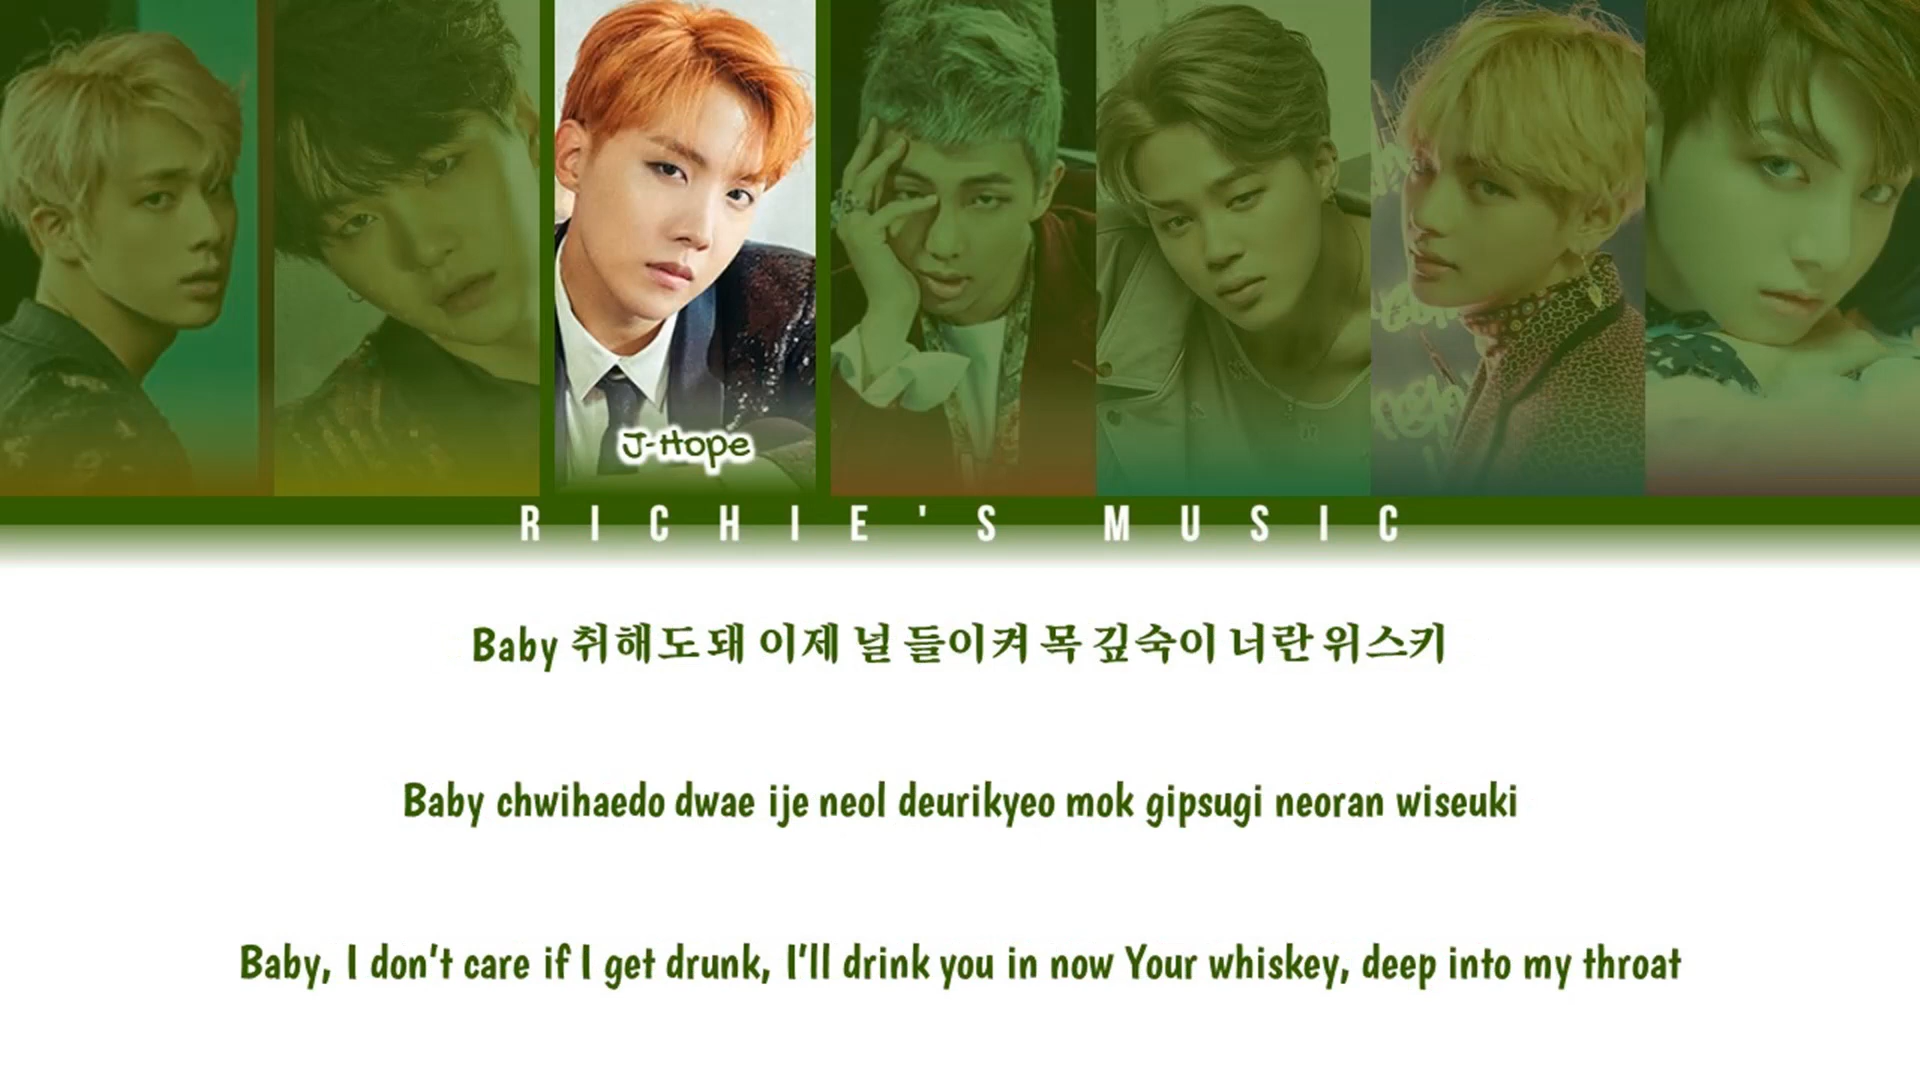 J-Hope
RICHIE'S MUSIC
Baby 취해도 돼 이제 널 들이켜 목 깊숙이 너란 위스키
Baby chwihaedo dwae ije neol deurikyeo mok gipsugi neoran wiseuki
Baby, I don't care if I get drunk, I'll drink you in now Your whiskey, deep into my throat